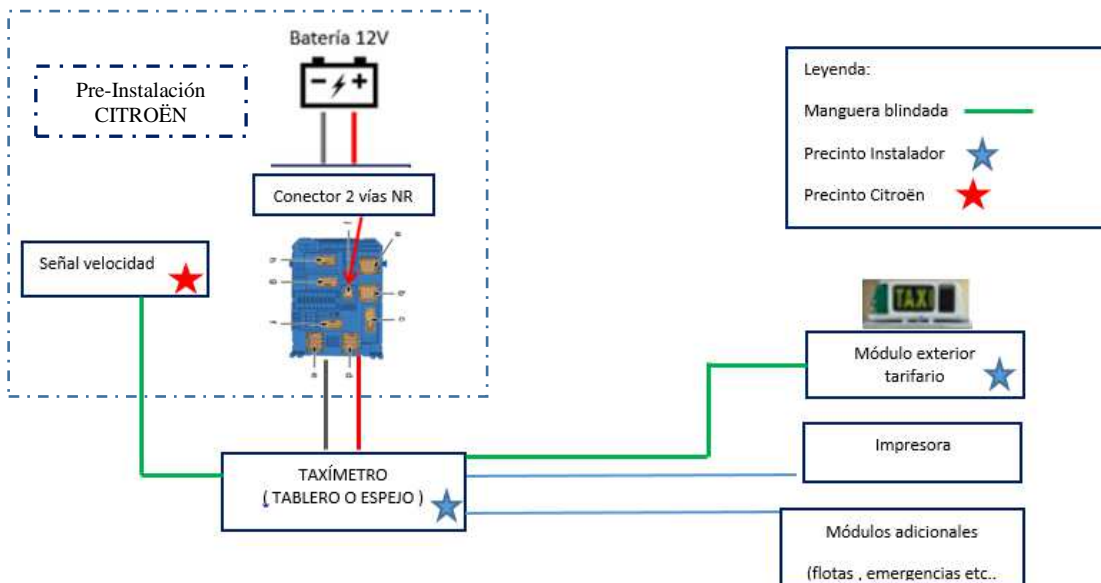 Batería 12V
Pre-Instalación
CITROËN
Conector 2 vías NR
Señal velocidad
TAXÍMETRO
( TABLERO O ESPEJO )
Leyenda:
Manguera blindada
Precinto Instalador
Precinto Citroën
TAXI
Módulo exterior
tarifario
Impresora
Módulos adicionales
(flotas , emergencias etc..